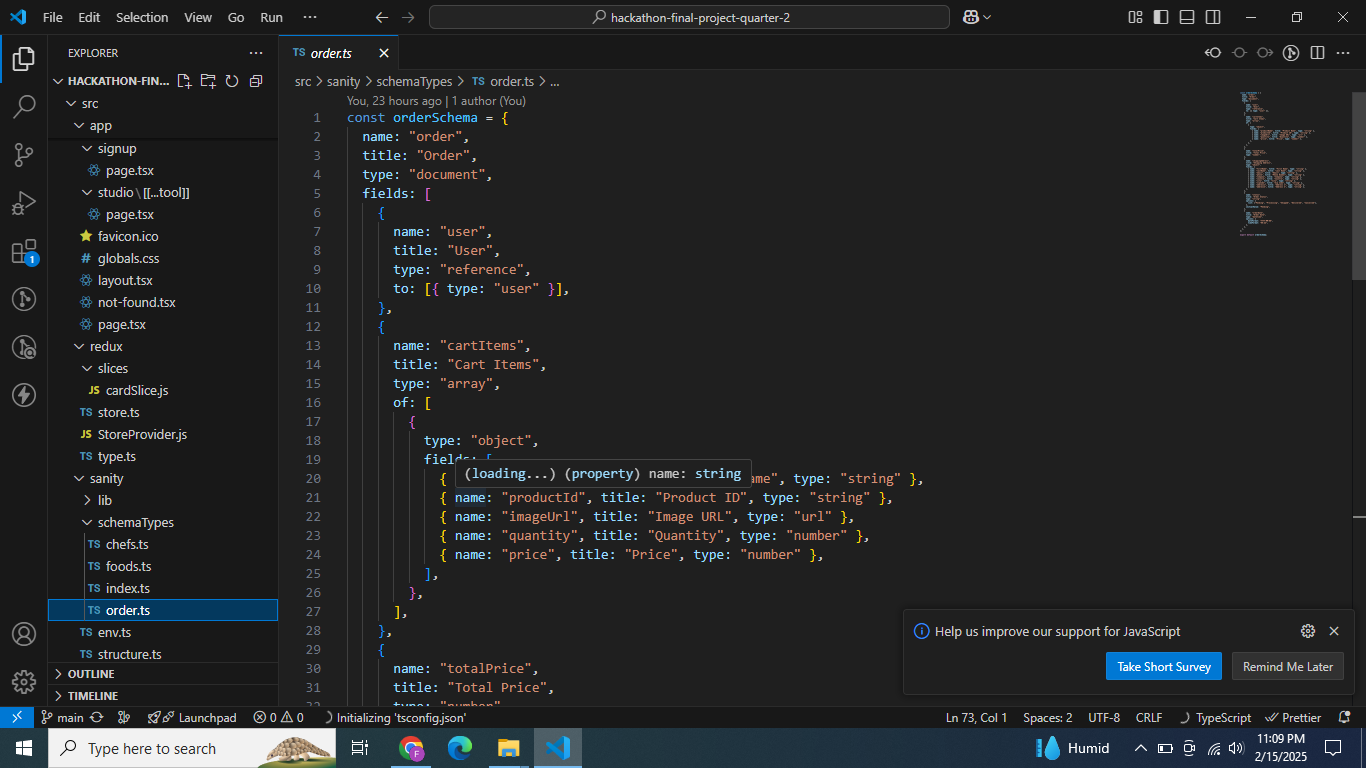 File Edit Selection View Go Run ··· hackathon-final-project-quarter-2
EXPLORER
HACKATHON-FIN...
src
app
signup
page.tsx
studio\[[...tool]]
page.tsx
favicon.ico
globals.css
layout.tsx
not-found.tsx
page.tsx
redux
slices
JS cardSlice.js
TS store.ts
JS StoreProvider.js
TS type.ts
sanity
lib
schemaTypes
TS chefs.ts
TS foods.ts
TS index.ts
TS order.ts
TS env.ts
TS structure.ts
OUTLINE
TIMELINE
1
TS order.ts
src > sanity > schemaTypes > TS order.ts > ...
You, 23 hours ago | 1 author (You)
1 const orderSchema = {
2 name: "order",
3 title: "Order",
4 type: "document",
5 fields: [
6 {
7 name: "user",
8 title: "User",
9 type: "reference",
10 to: [{ type: "user" }],
11 },
12 {
13 name: "cartItems",
14 title: "Cart Items",
15 type: "array",
16 of: [
17 {
18 type: "object",
19 fields: [
(loading...) (property) name: string
20 { ame", type: "string" },
21 { name: "productId", title: "Product ID", type: "string" },
22 { name: "imageUrl", title: "Image URL", type: "url" },
23 { name: "quantity", title: "Quantity", type: "number" },
24 { name: "price", title: "Price", type: "number" },
25 ],
26 },
27 ],
28 },
29 {
30 name: "totalPrice",
31 title: "Total Price",
Help us improve our support for JavaScript
Take Short Survey
Remind Me Later
main Launchpad 0 0 Initializing 'tsconfig.json' Ln 73, Col 1 Spaces: 2 UTF-8 CRLF TypeScript Prettier
Type here to search
Humid
11:09 PM
2/15/2025